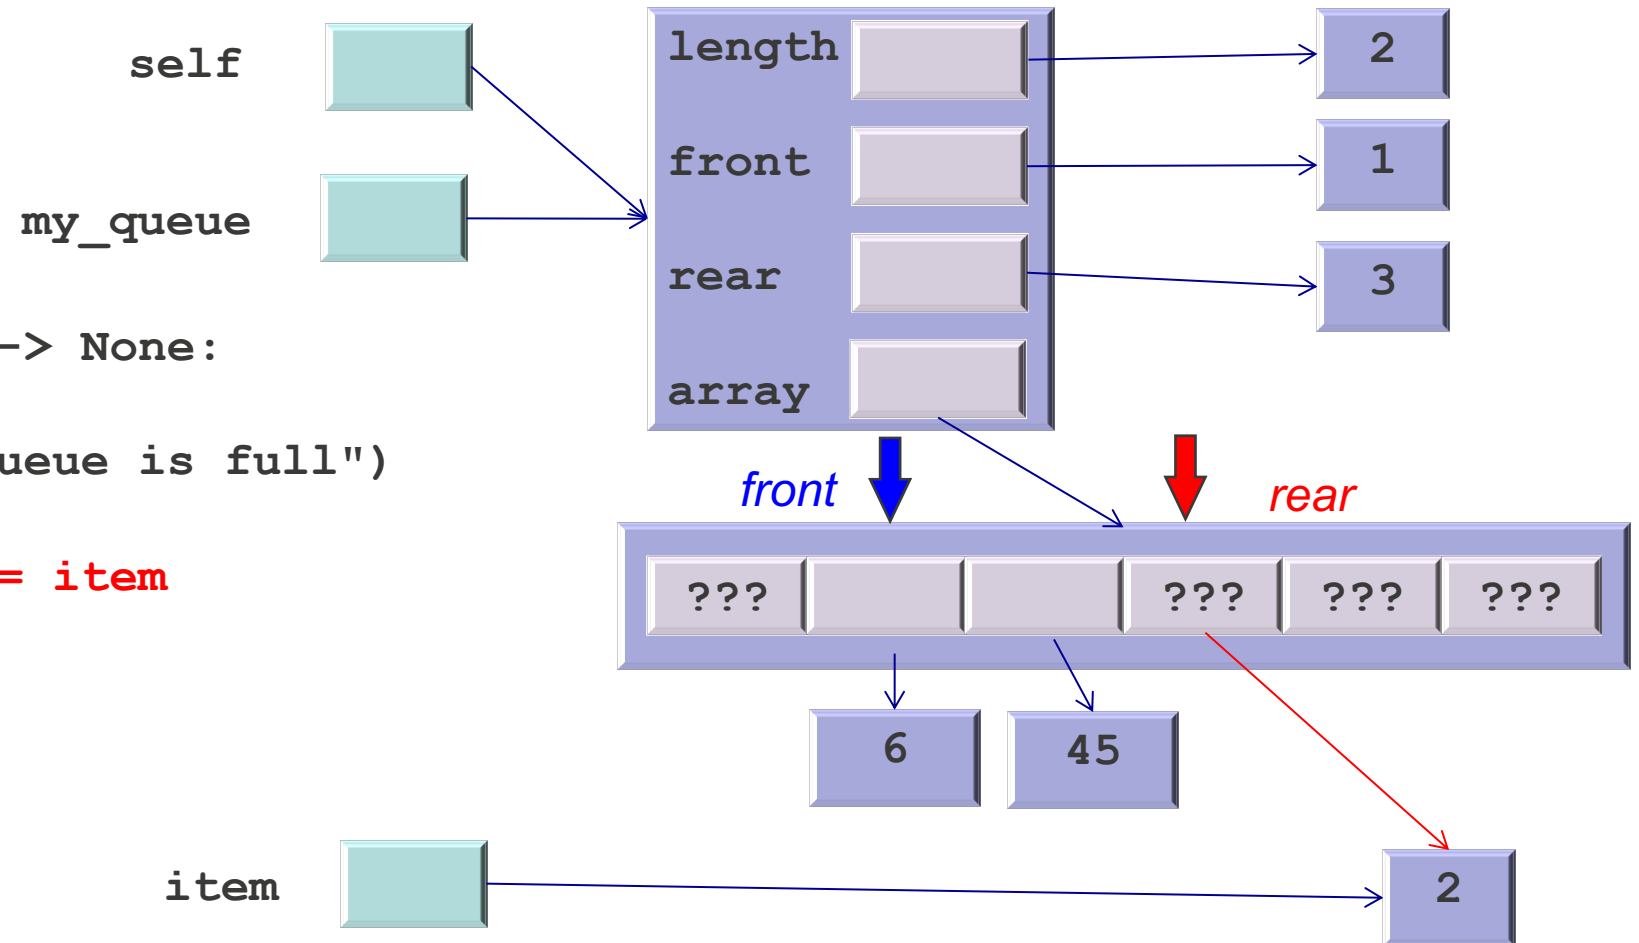 self
length
2
front
1
my_queue
rear
3
-> None:
array
ueue is full")
front
rear
= item
??? ??? ??? ???
6
45
item
2